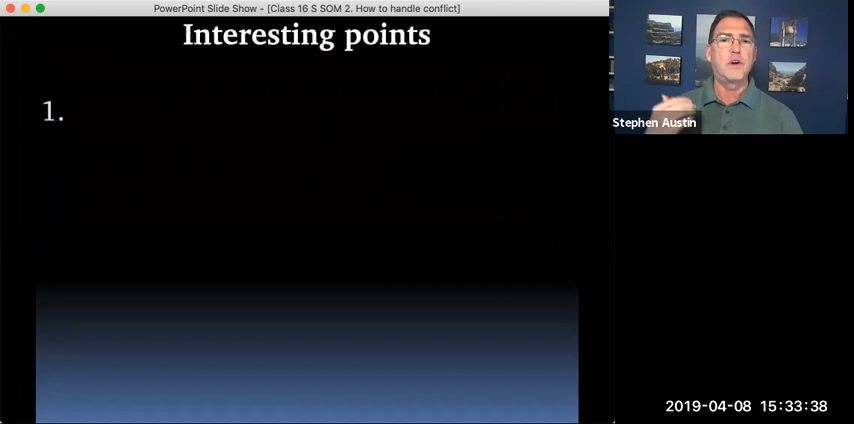 PowerPoint Slide Show - [Class 16 S SOM 2. How to handle conflict]
Interesting points
1.
Stephen Austin
2019-04-08 15:33:38